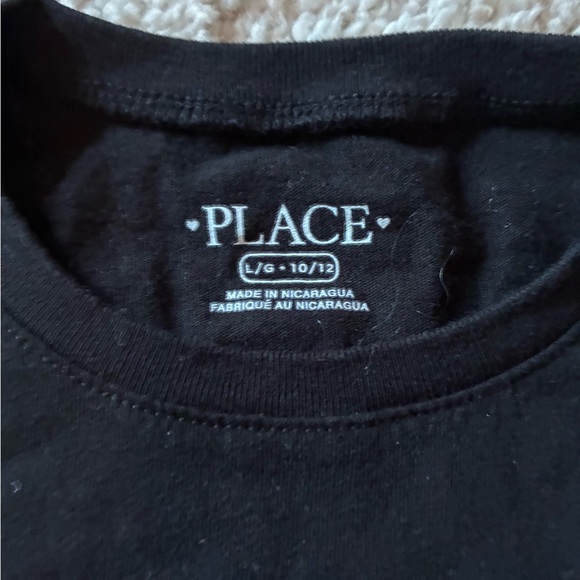 ♥PLACE♥
L/G • 10/12
MADE IN NICARAGUA
FABRIQUÉ AU NICARAGUA